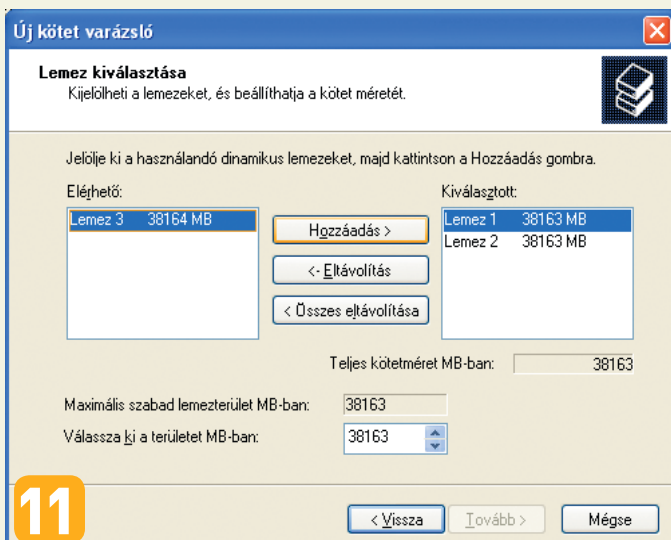 Új kötet varázsló
Lemez kiválasztása
Kijelölheti a lemezeket, és beállíthatja a kötet méretét.
Jelölje ki a használandó dinamikus lemezeket, majd kattintson a Hozzáadás gombra.
Elérhető:
Lemez 3 38164 MB
Hozzáadás >
<- Eltávolítás
< Összes eltávolítása
Kiválasztott:
Lemez 1 38163 MB
Lemez 2 38163 MB
Teljes kötetméret MB-ban: 38163
Maximális szabad lemezterület MB-ban: 38163
Válassza ki a területet MB-ban: 38163
11
< Vissza
Tovább >
Mégse